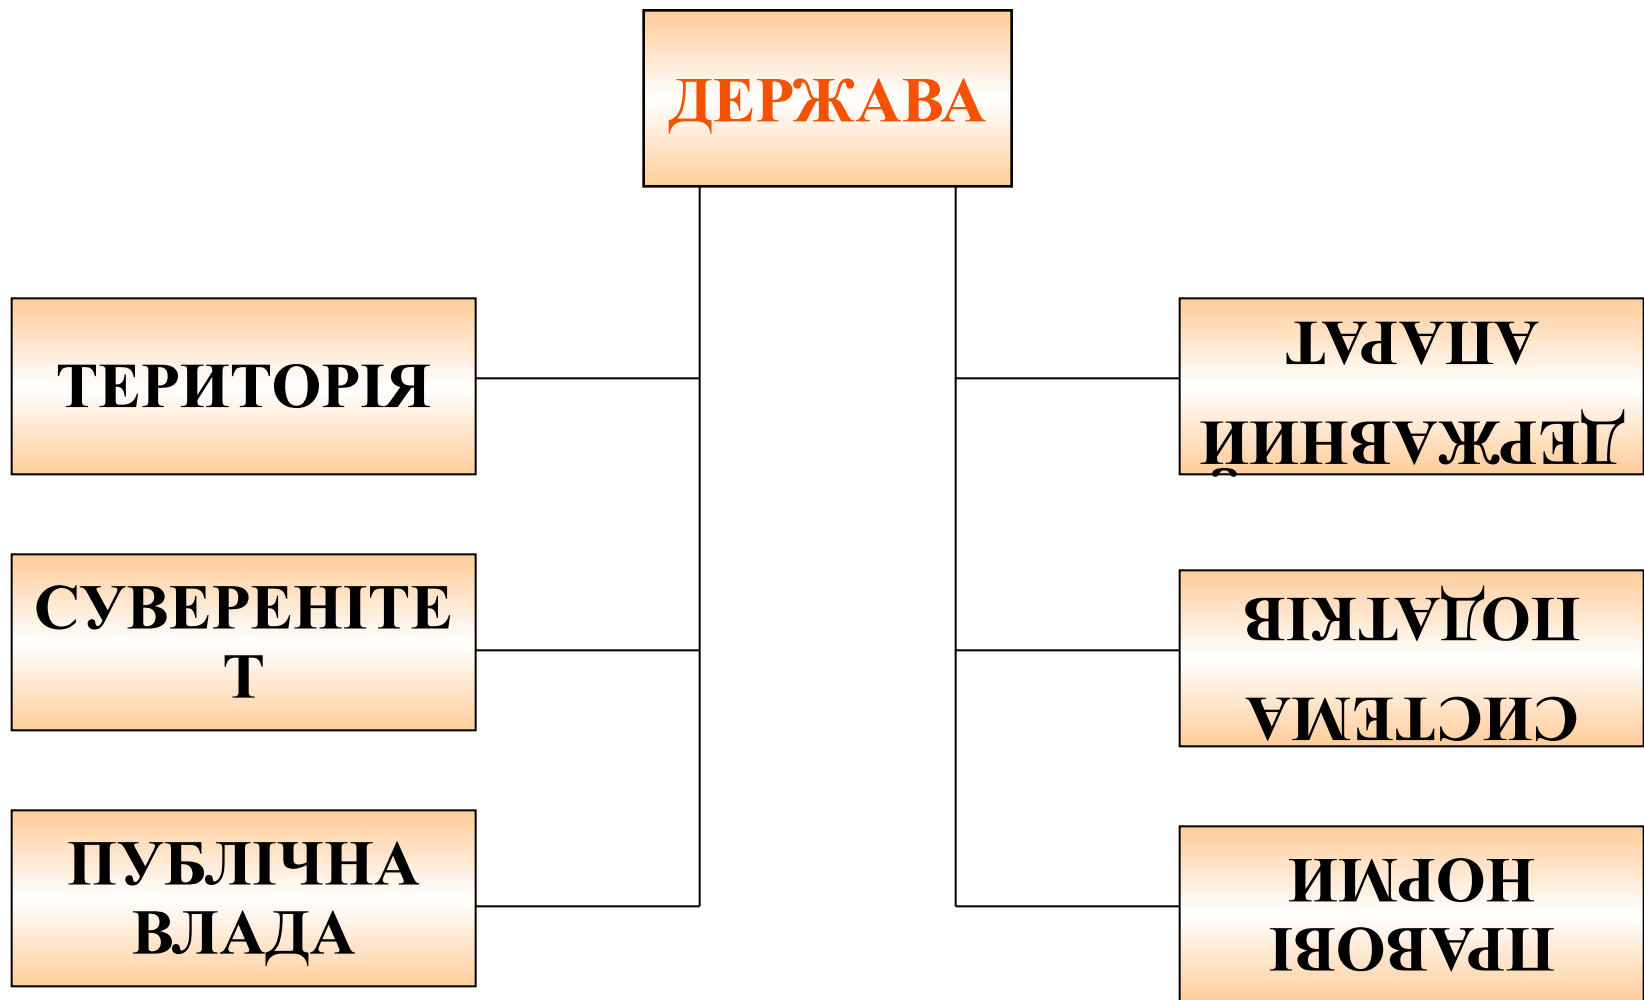 ДЕРЖАВА
ТЕРИТОРІЯ
СУВЕРЕНІТЕ
Т
ПУБЛІЧНА
ВЛАДА
ДЕРЖАВНИЙ
АПАРАТ
СИСТЕМА
ПОДАТКІВ
ПРАВОВІ
НОРМИ